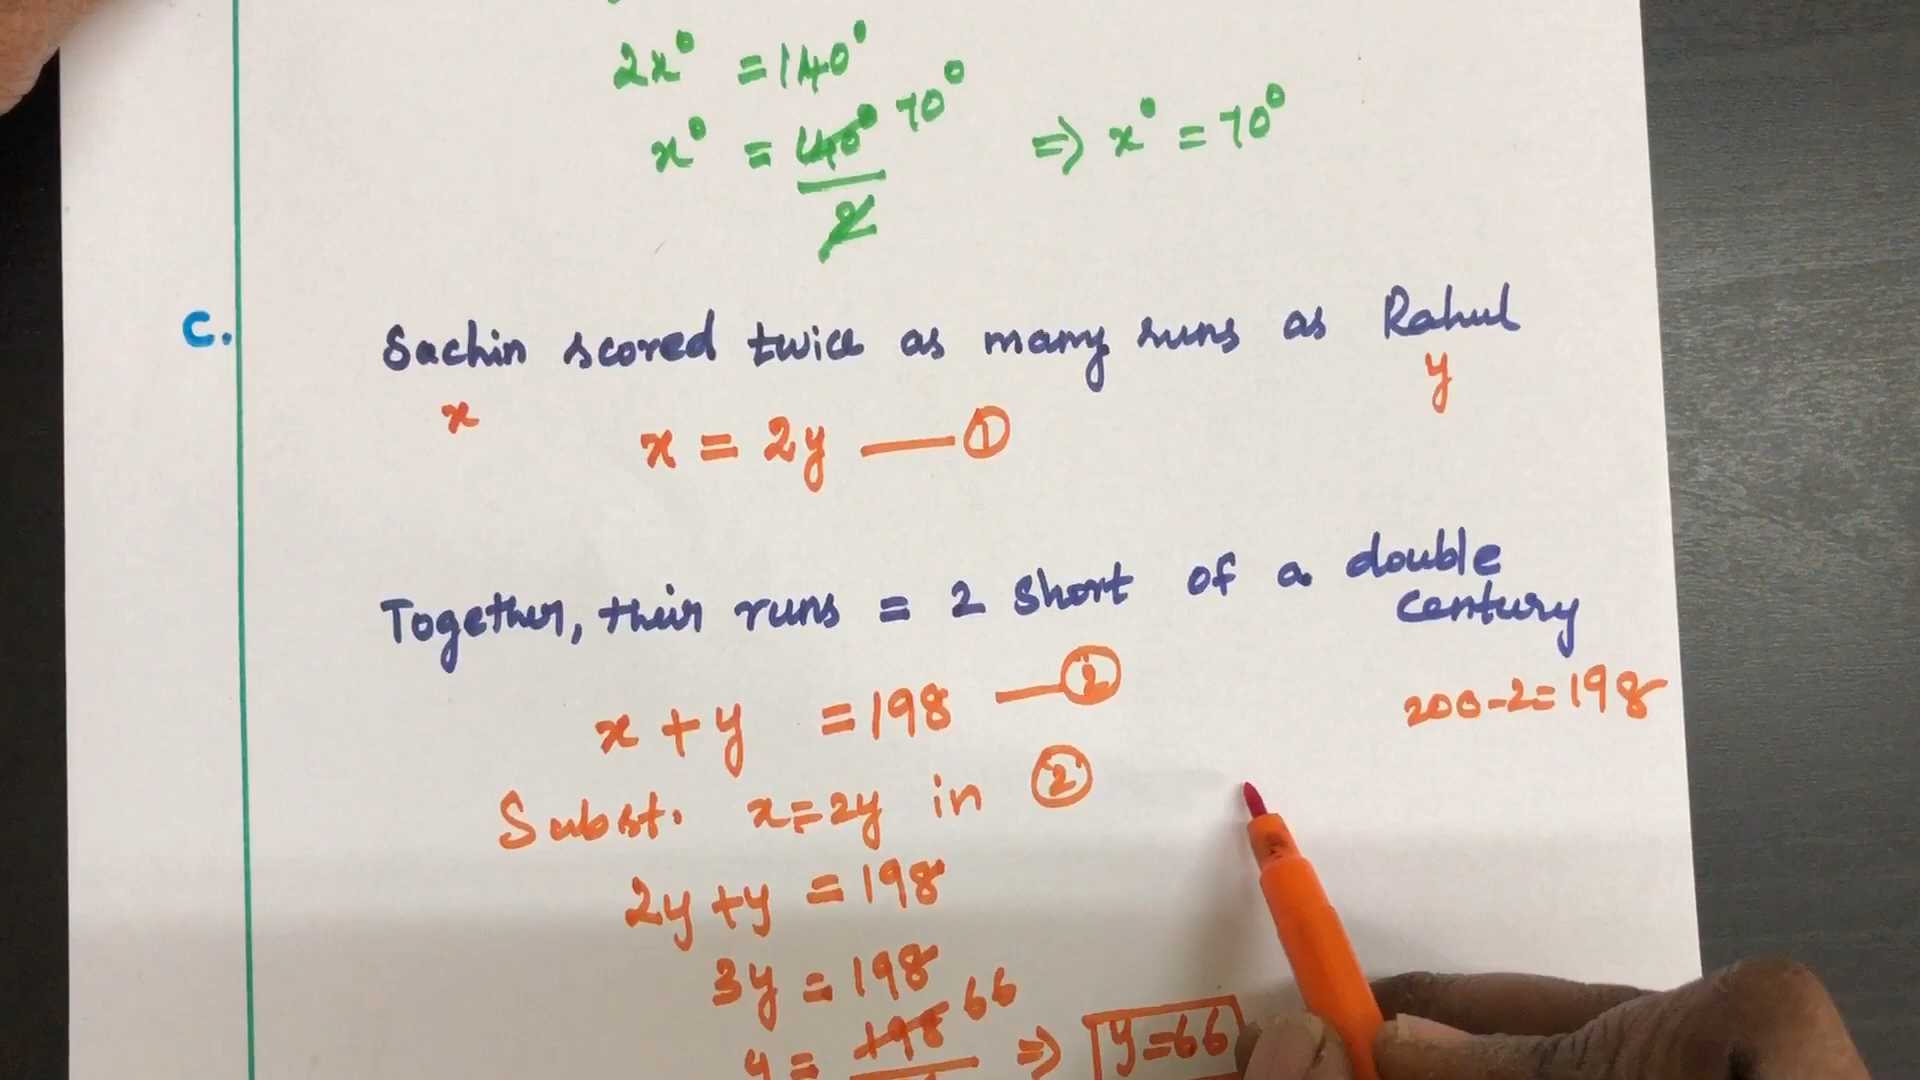 2x° = 140°
x° = 140° 70° ⇒ x° = 70°
2
c. Sachin scored twice as many runs as Rahul
x y
x = 2y — ①
Together, their runs = 2 short of a double
century
x + y = 198 — ②
200-2=198
Subst. x=2y in ②
2y + y = 198
3y = 198
y = 198 66 ⇒ y=66